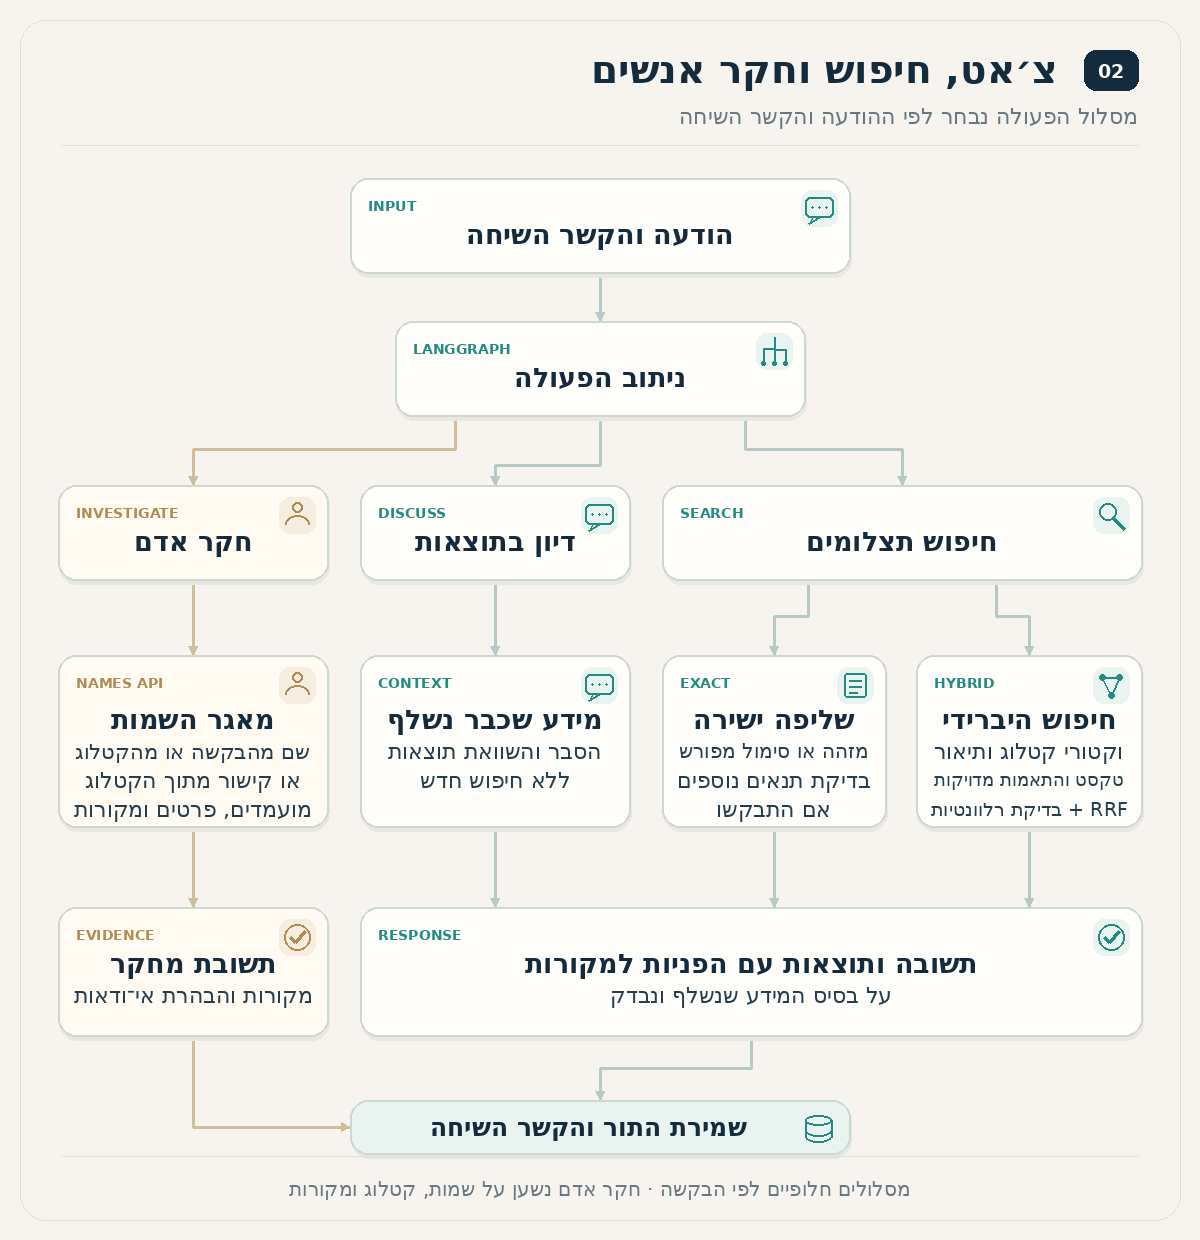 02
צ׳אט, חיפוש וחקר אנשים
מסלול הפעולה נבחר לפי ההודעה והקשר השיחה
INPUT
הודעה והקשר השיחה
LANGGRAPH
ניתוב הפעולה
SEARCH
חיפוש תצלומים
DISCUSS
דיון בתוצאות
INVESTIGATE
חקר אדם
HYBRID
חיפוש היברידי
וקטורי קטלוג ותיאור
טקסט והתאמות מדויקות
RRF + בדיקת רלוונטיות
EXACT
שליפה ישירה
מזהה או סימול מפורש
בדיקת תנאים נוספים
אם התבקשו
CONTEXT
מידע שכבר נשלף
הסבר והשוואת תוצאות
ללא חיפוש חדש
NAMES API
מאגר השמות
שם מהבקשה או מהקטלוג
או קישור מתוך הקטלוג
מועמדים, פרטים ומקורות
RESPONSE
תשובה ותוצאות עם הפניות למקורות
על בסיס המידע שנשלף ונבדק
EVIDENCE
תשובת מחקר
מקורות והבהרת אי־ודאות
שמירת התור והקשר השיחה
מסלולים חלופיים לפי הבקשה · חקר אדם נשען על שמות, קטלוג ומקורות